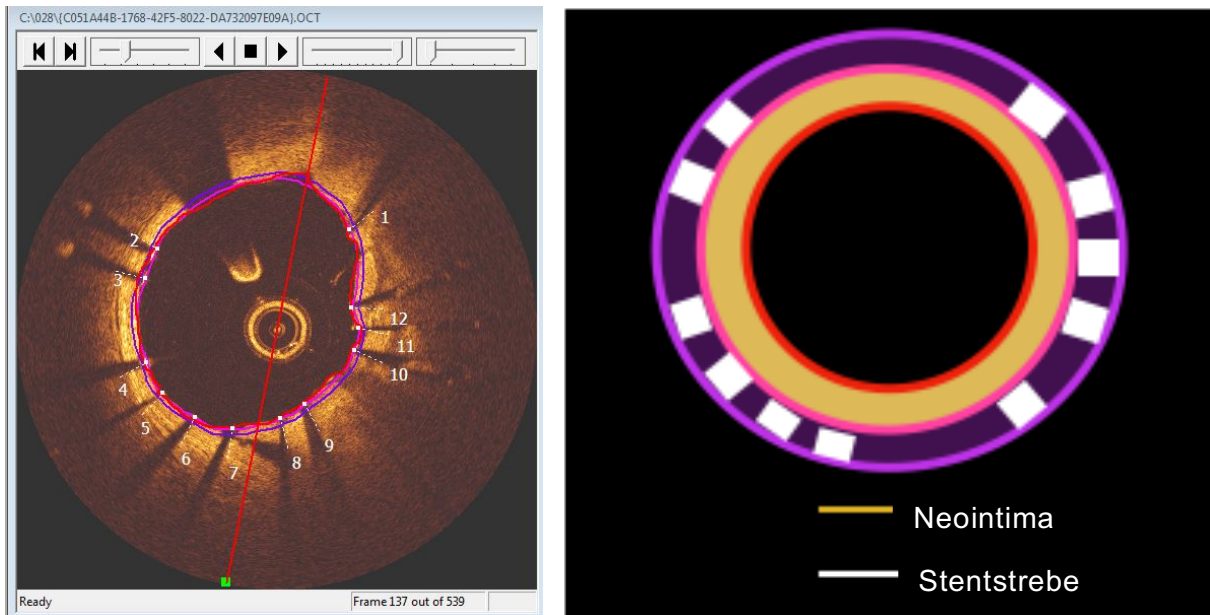 C:\028\{C051A44B-1768-42F5-8022-DA732097E09A}.OCT
1
2
3
12
11
4
10
5
6
9
7
8
Ready
Frame 137 out of 539
Neointima
Stentstrebe